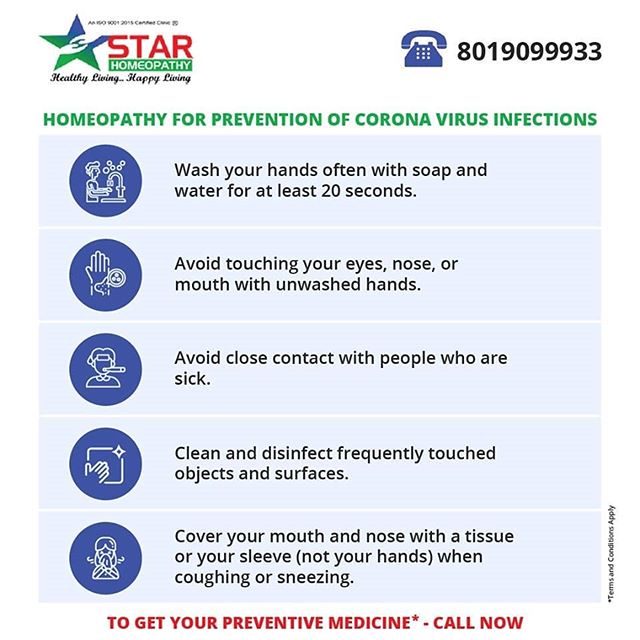 An ISO 9001 2015 Certified Clinic
STAR
HOMEOPATHY
Healthy Living.. Happy Living
8019099933
HOMEOPATHY FOR PREVENTION OF CORONA VIRUS INFECTIONS
Wash your hands often with soap and
water for at least 20 seconds.
Avoid touching your eyes, nose, or
mouth with unwashed hands.
Avoid close contact with people who are
sick.
Clean and disinfect frequently touched
objects and surfaces.
Cover your mouth and nose with a tissue
or your sleeve (not your hands) when
coughing or sneezing.
*Terms and Conditions Apply
TO GET YOUR PREVENTIVE MEDICINE* - CALL NOW